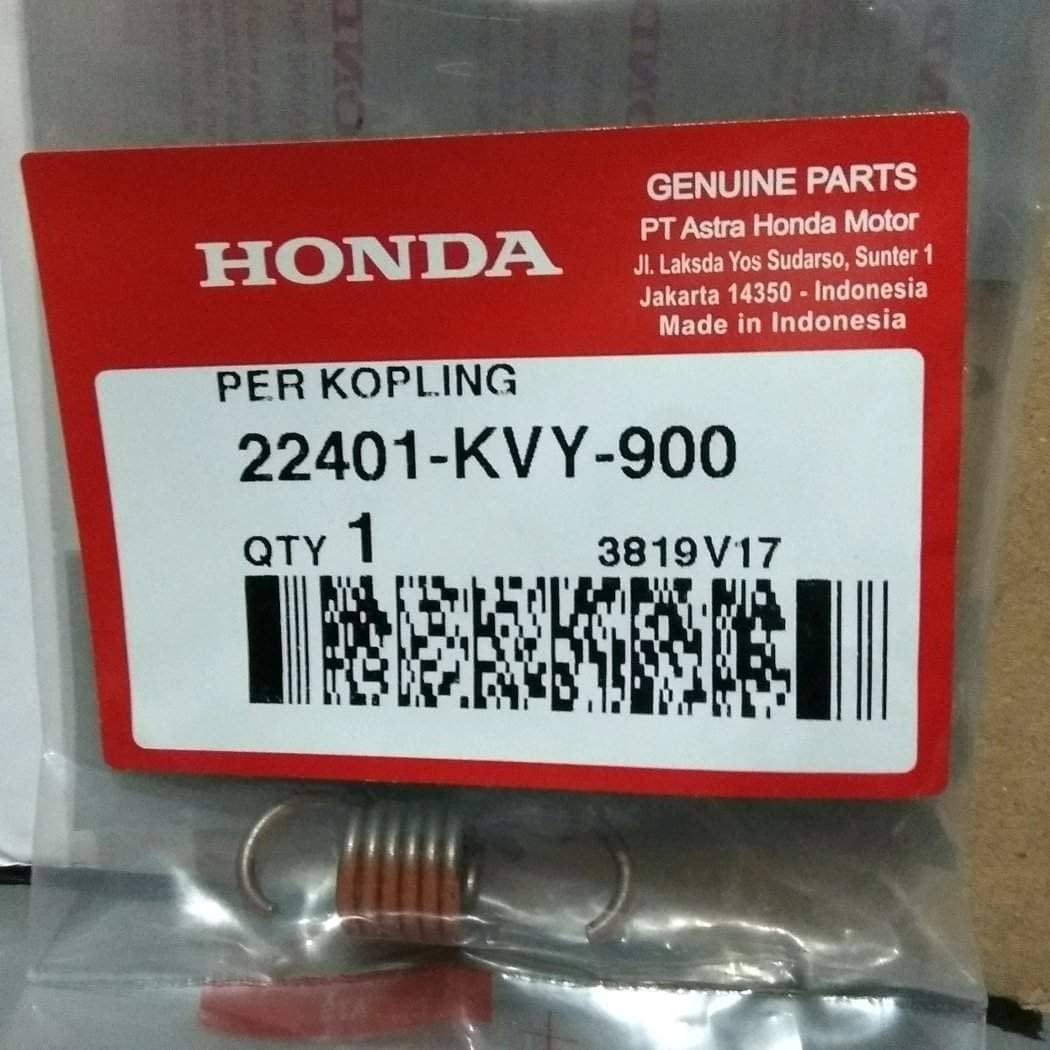 HONDA
GENUINE PARTS
PT Astra Honda Motor
Jl. Laksda Yos Sudarso, Sunter 1
Jakarta 14350 - Indonesia
Made in Indonesia
PER KOPLING
22401-KVY-900
QTY 1 3819V17